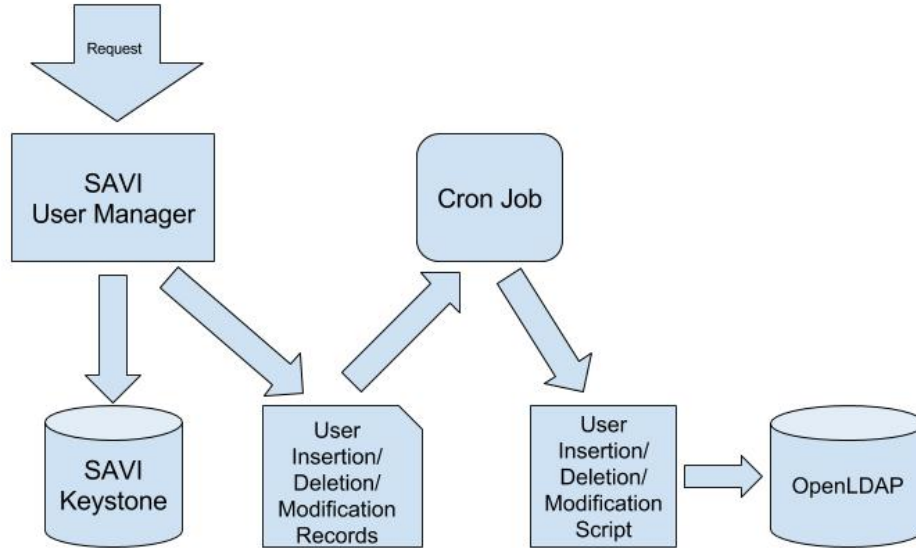 Request
SAVI
User Manager
Cron Job
SAVI
Keystone
User
Insertion/
Deletion/
Modification
Records
User
Insertion/
Deletion/
Modification
Script
OpenLDAP